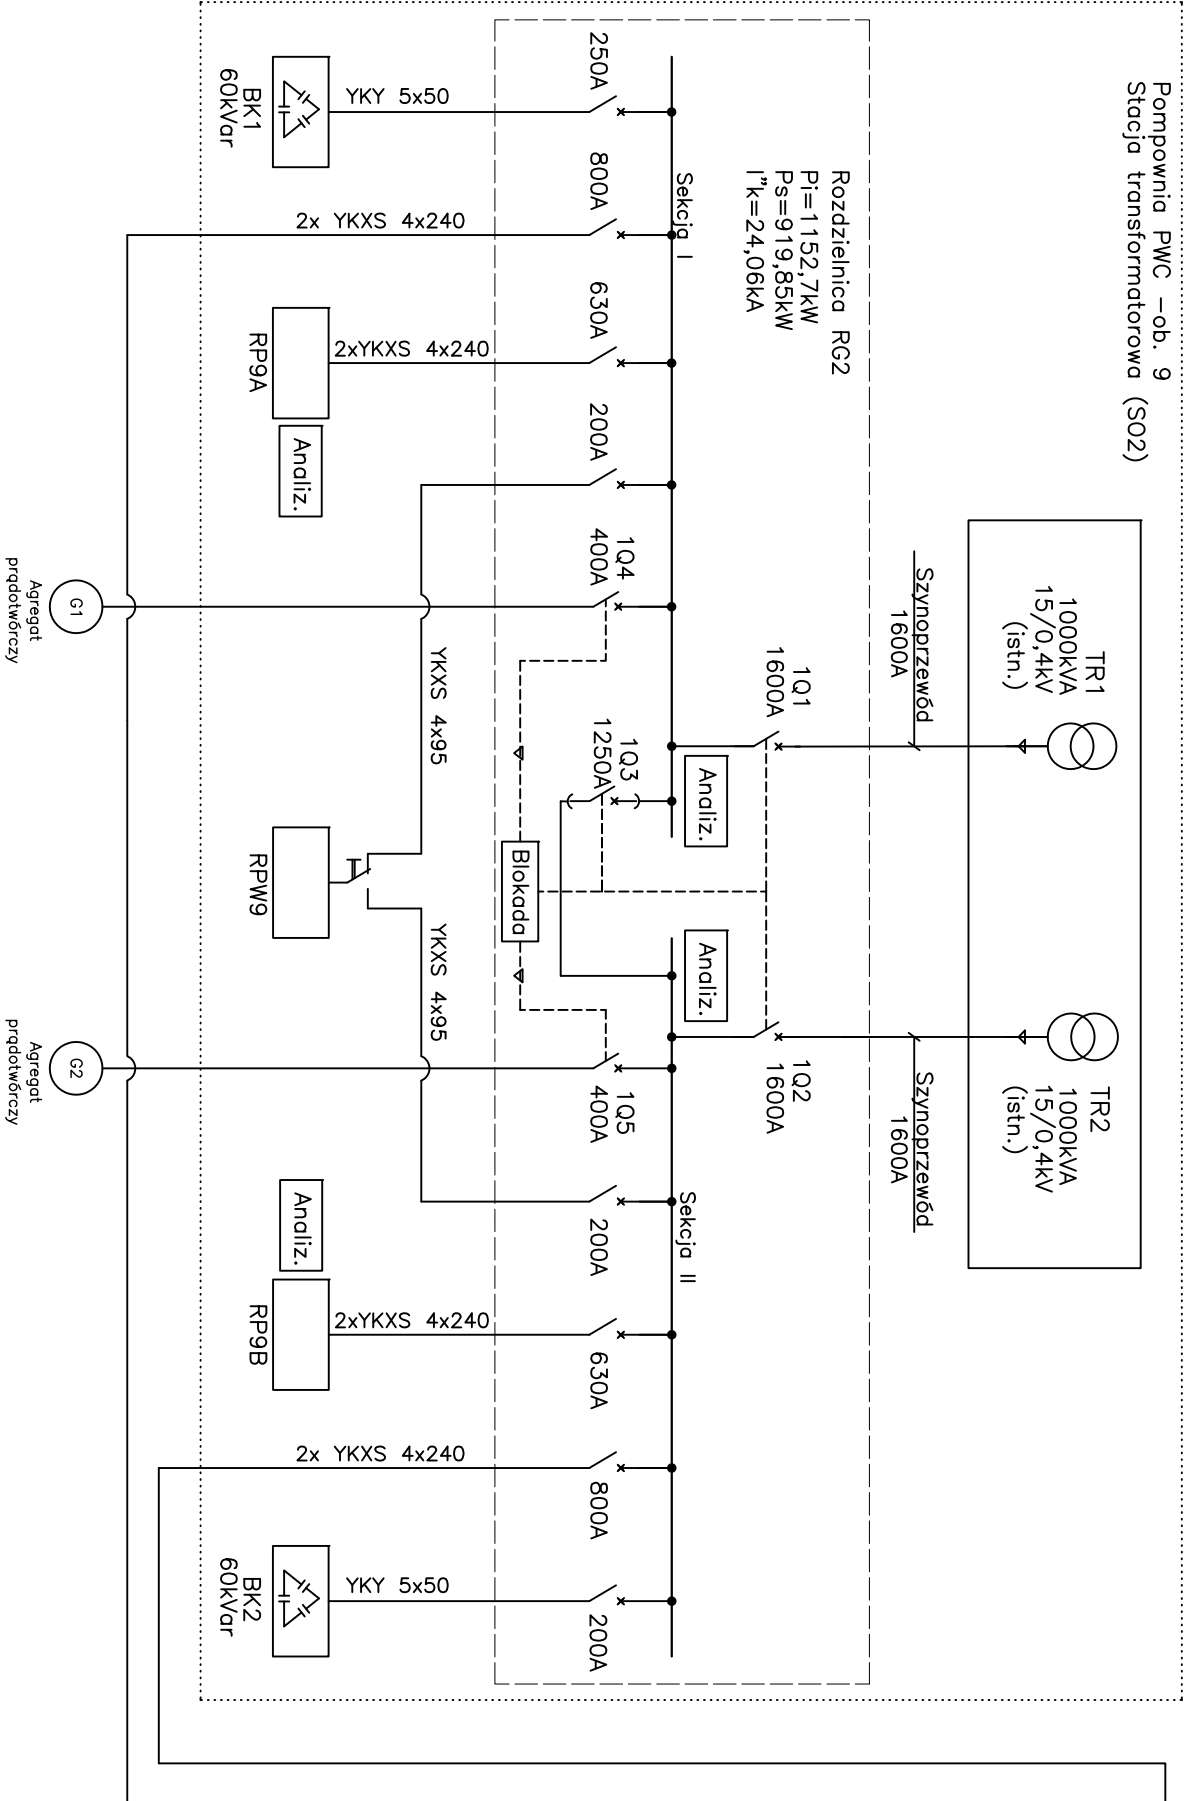 Pompownia PWC -ob. 9
Stacja transformatorowa (SO2)
TR1
1000kVA
15/0,4kV
(istn.)
TR2
1000kVA
15/0,4kV
(istn.)
Szynoprzewód
1600A
Szynoprzewód
1600A
Rozdzielnica RG2
Pi=1152,7kW
Ps=919,85kW
I"k=24,06kA
1Q1
1600A
1Q2
1600A
Analiz.
Analiz.
Sekcja I
Sekcja II
250A
800A
630A
200A
1Q4
400A
1Q3
1250A
Blokada
1Q5
400A
200A
630A
800A
200A
YKY 5x50
2x YKXS 4x240
2xYKXS 4x240
YKXS 4x95
YKXS 4x95
2xYKXS 4x240
2x YKXS 4x240
YKY 5x50
BK1
60kVar
RP9A
Analiz.
RPW9
Analiz.
RP9B
BK2
60kVar
G1
Agregat
prądotwórczy
G2
Agregat
prądotwórczy